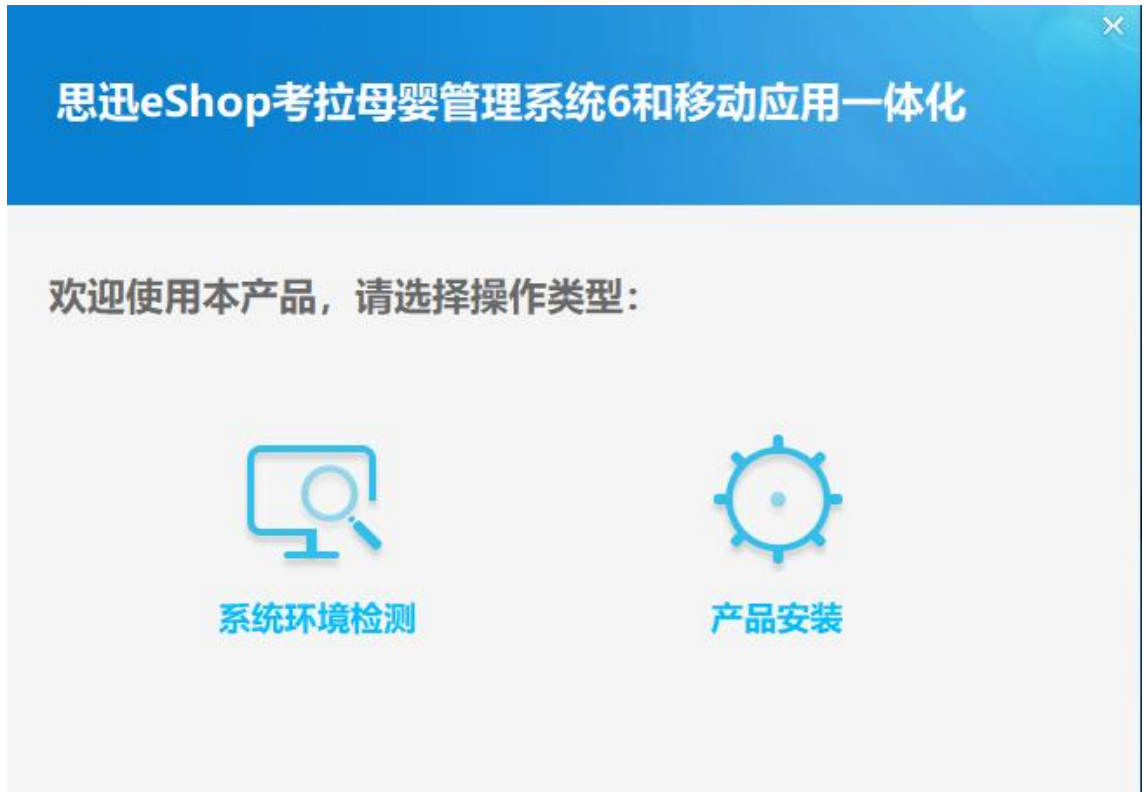 思迅eShop考拉母婴管理系统6和移动应用一体化
欢迎使用本产品，请选择操作类型：
系统环境检测
产品安装